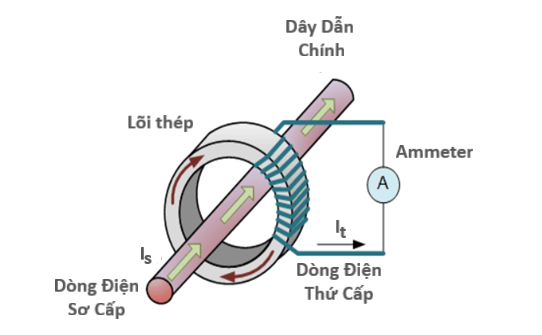 Dây Dẫn
Chính
Lõi thép
Ammeter
A
It
Is
Dòng Điện
Thứ Cấp
Dòng Điện
Sơ Cấp